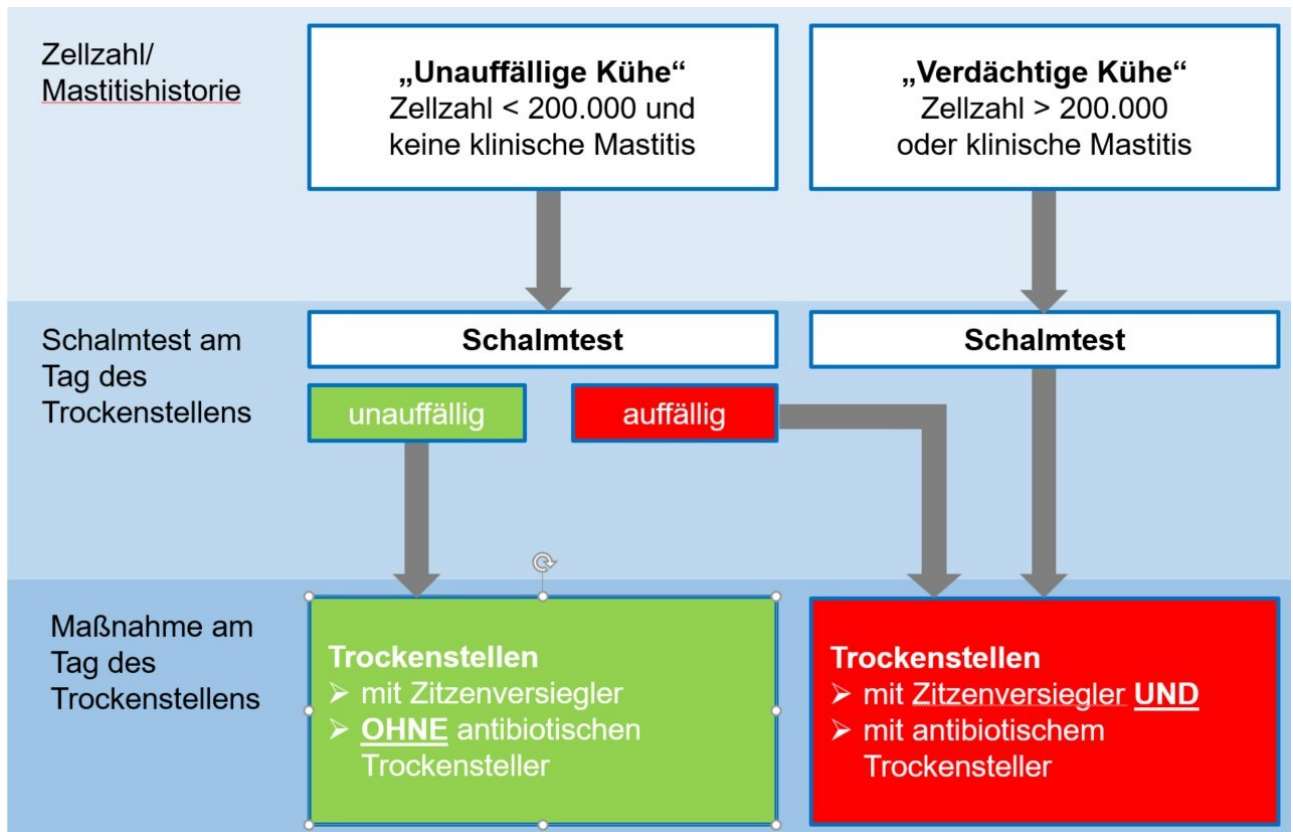 Zellzahl/
Mastitishistorie
„Unauffällige Kühe“
Zellzahl < 200.000 und
keine klinische Mastitis
„Verdächtige Kühe“
Zellzahl > 200.000
oder klinische Mastitis
Schalmtest am
Tag des
Trockenstellens
Schalmtest
Schalmtest
unauffällig
auffällig
Maßnahme am
Tag des
Trockenstellens
Trockenstellen
➢ mit Zitzenversiegler
➢ OHNE antibiotischen
Trockensteller
Trockenstellen
➢ mit Zitzenversiegler UND
➢ mit antibiotischem
Trockensteller